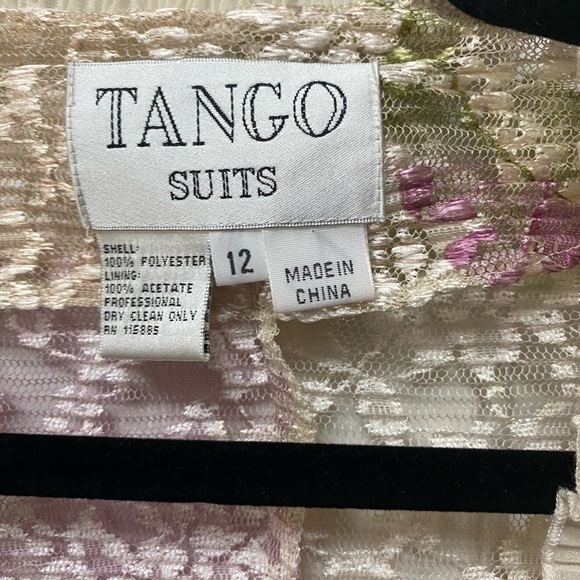 TANGO
SUITS
SHELL:
100% POLYESTER
LINING:
100% ACETATE
PROFESSIONAL
DRY CLEAN ONLY
RN 115885
12
MADE IN
CHINA